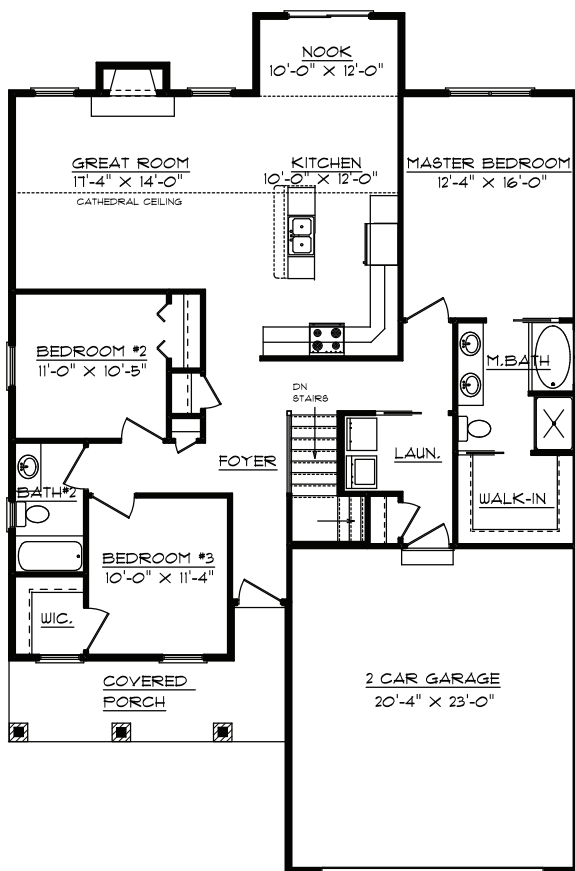 NOOK
10'-0" X 12'-0"
GREAT ROOM
17'-4" X 14'-0"
CATHEDRAL CEILING
KITCHEN
10'-0" X 12'-0"
MASTER BEDROOM
12'-4" X 16'-0"
BEDROOM #2
11'-0" X 10'-5"
M.BATH
DN
STAIRS
FOYER
LAUN.
WALK-IN
BATH#2
BEDROOM #3
10'-0" X 11'-4"
WIC.
COVERED
PORCH
2 CAR GARAGE
20'-4" X 23'-0"